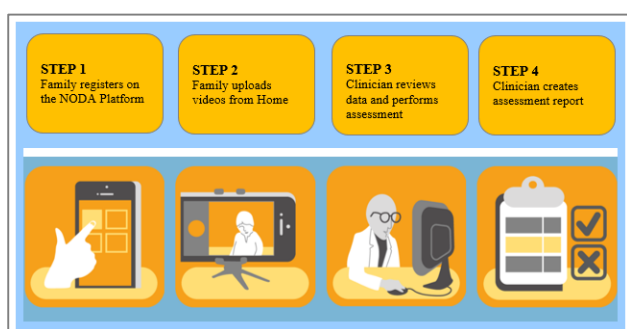 STEP 1
Family registers on
the NODA Platform
STEP 2
Family uploads
videos from Home
STEP 3
Clinician reviews
data and performs
assessment
STEP 4
Clinician creates
assessment report